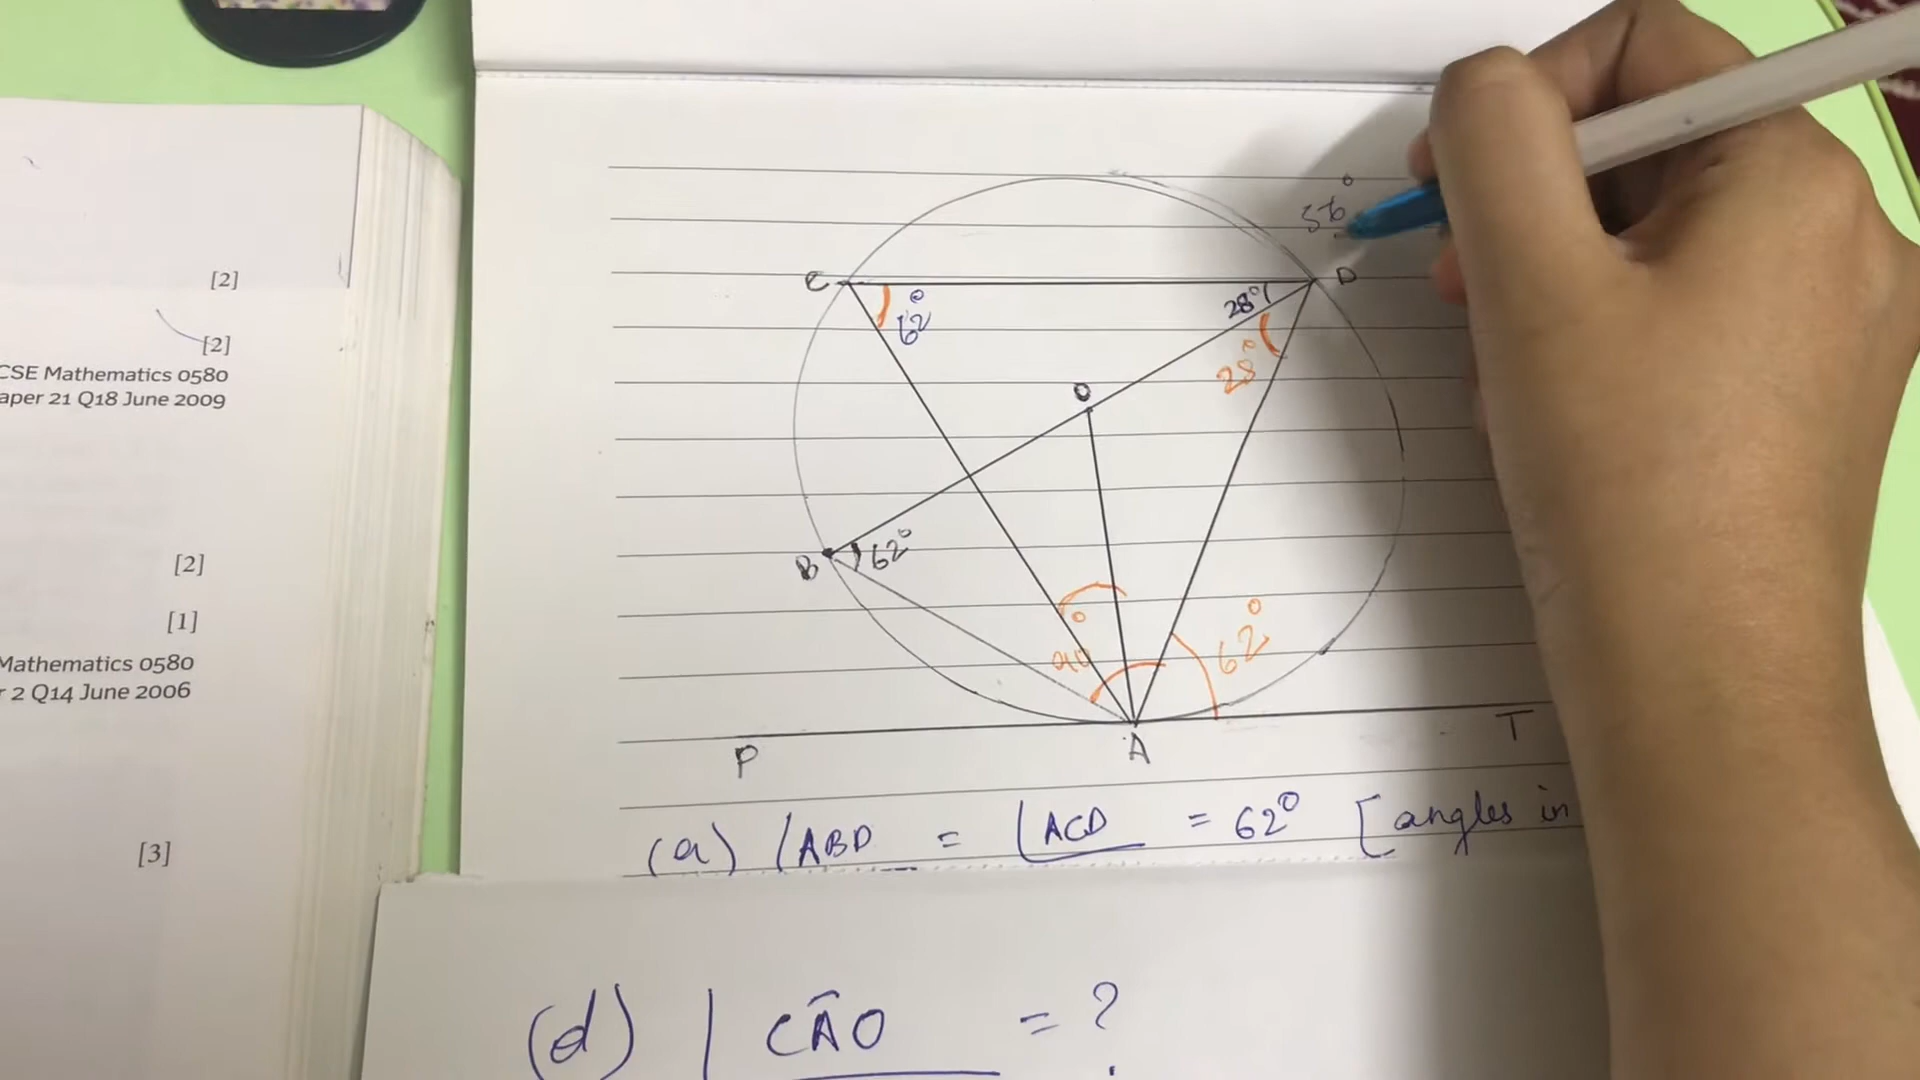 [2]
[2]
CSE Mathematics 0580
aper 21 Q18 June 2009
[2]
[1]
Mathematics 0580
r 2 Q14 June 2006
[3]
56°
C
D
62°
28°
28°
O
B
62°
90°
62°
P
A
T
(a) ∠ABD = ∠ACD = 62° [angles in
(d) ∠CÂO = ?